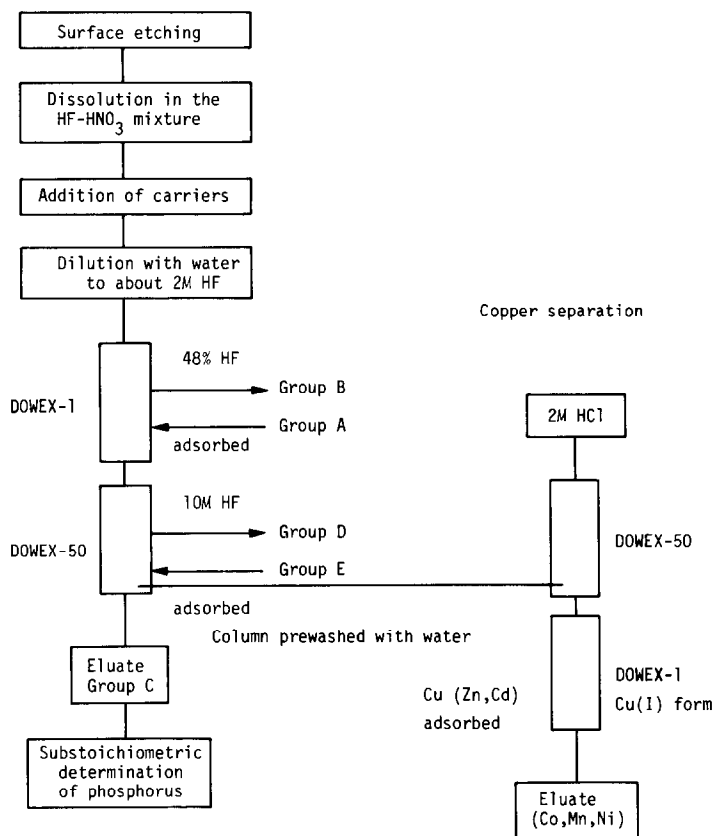 Surface etching
Dissolution in the
HF-HNO3 mixture
Addition of carriers
Dilution with water
to about 2M HF
48% HF
DOWEX-1
Group B
Group A
adsorbed
10M HF
DOWEX-50
Group D
Group E
adsorbed
Column prewashed with water
Eluate
Group C
Substoichiometric
determination
of phosphorus
Copper separation
2M HCl
DOWEX-50
DOWEX-1
Cu(I) form
Cu (Zn,Cd)
adsorbed
Eluate
(Co,Mn,Ni)